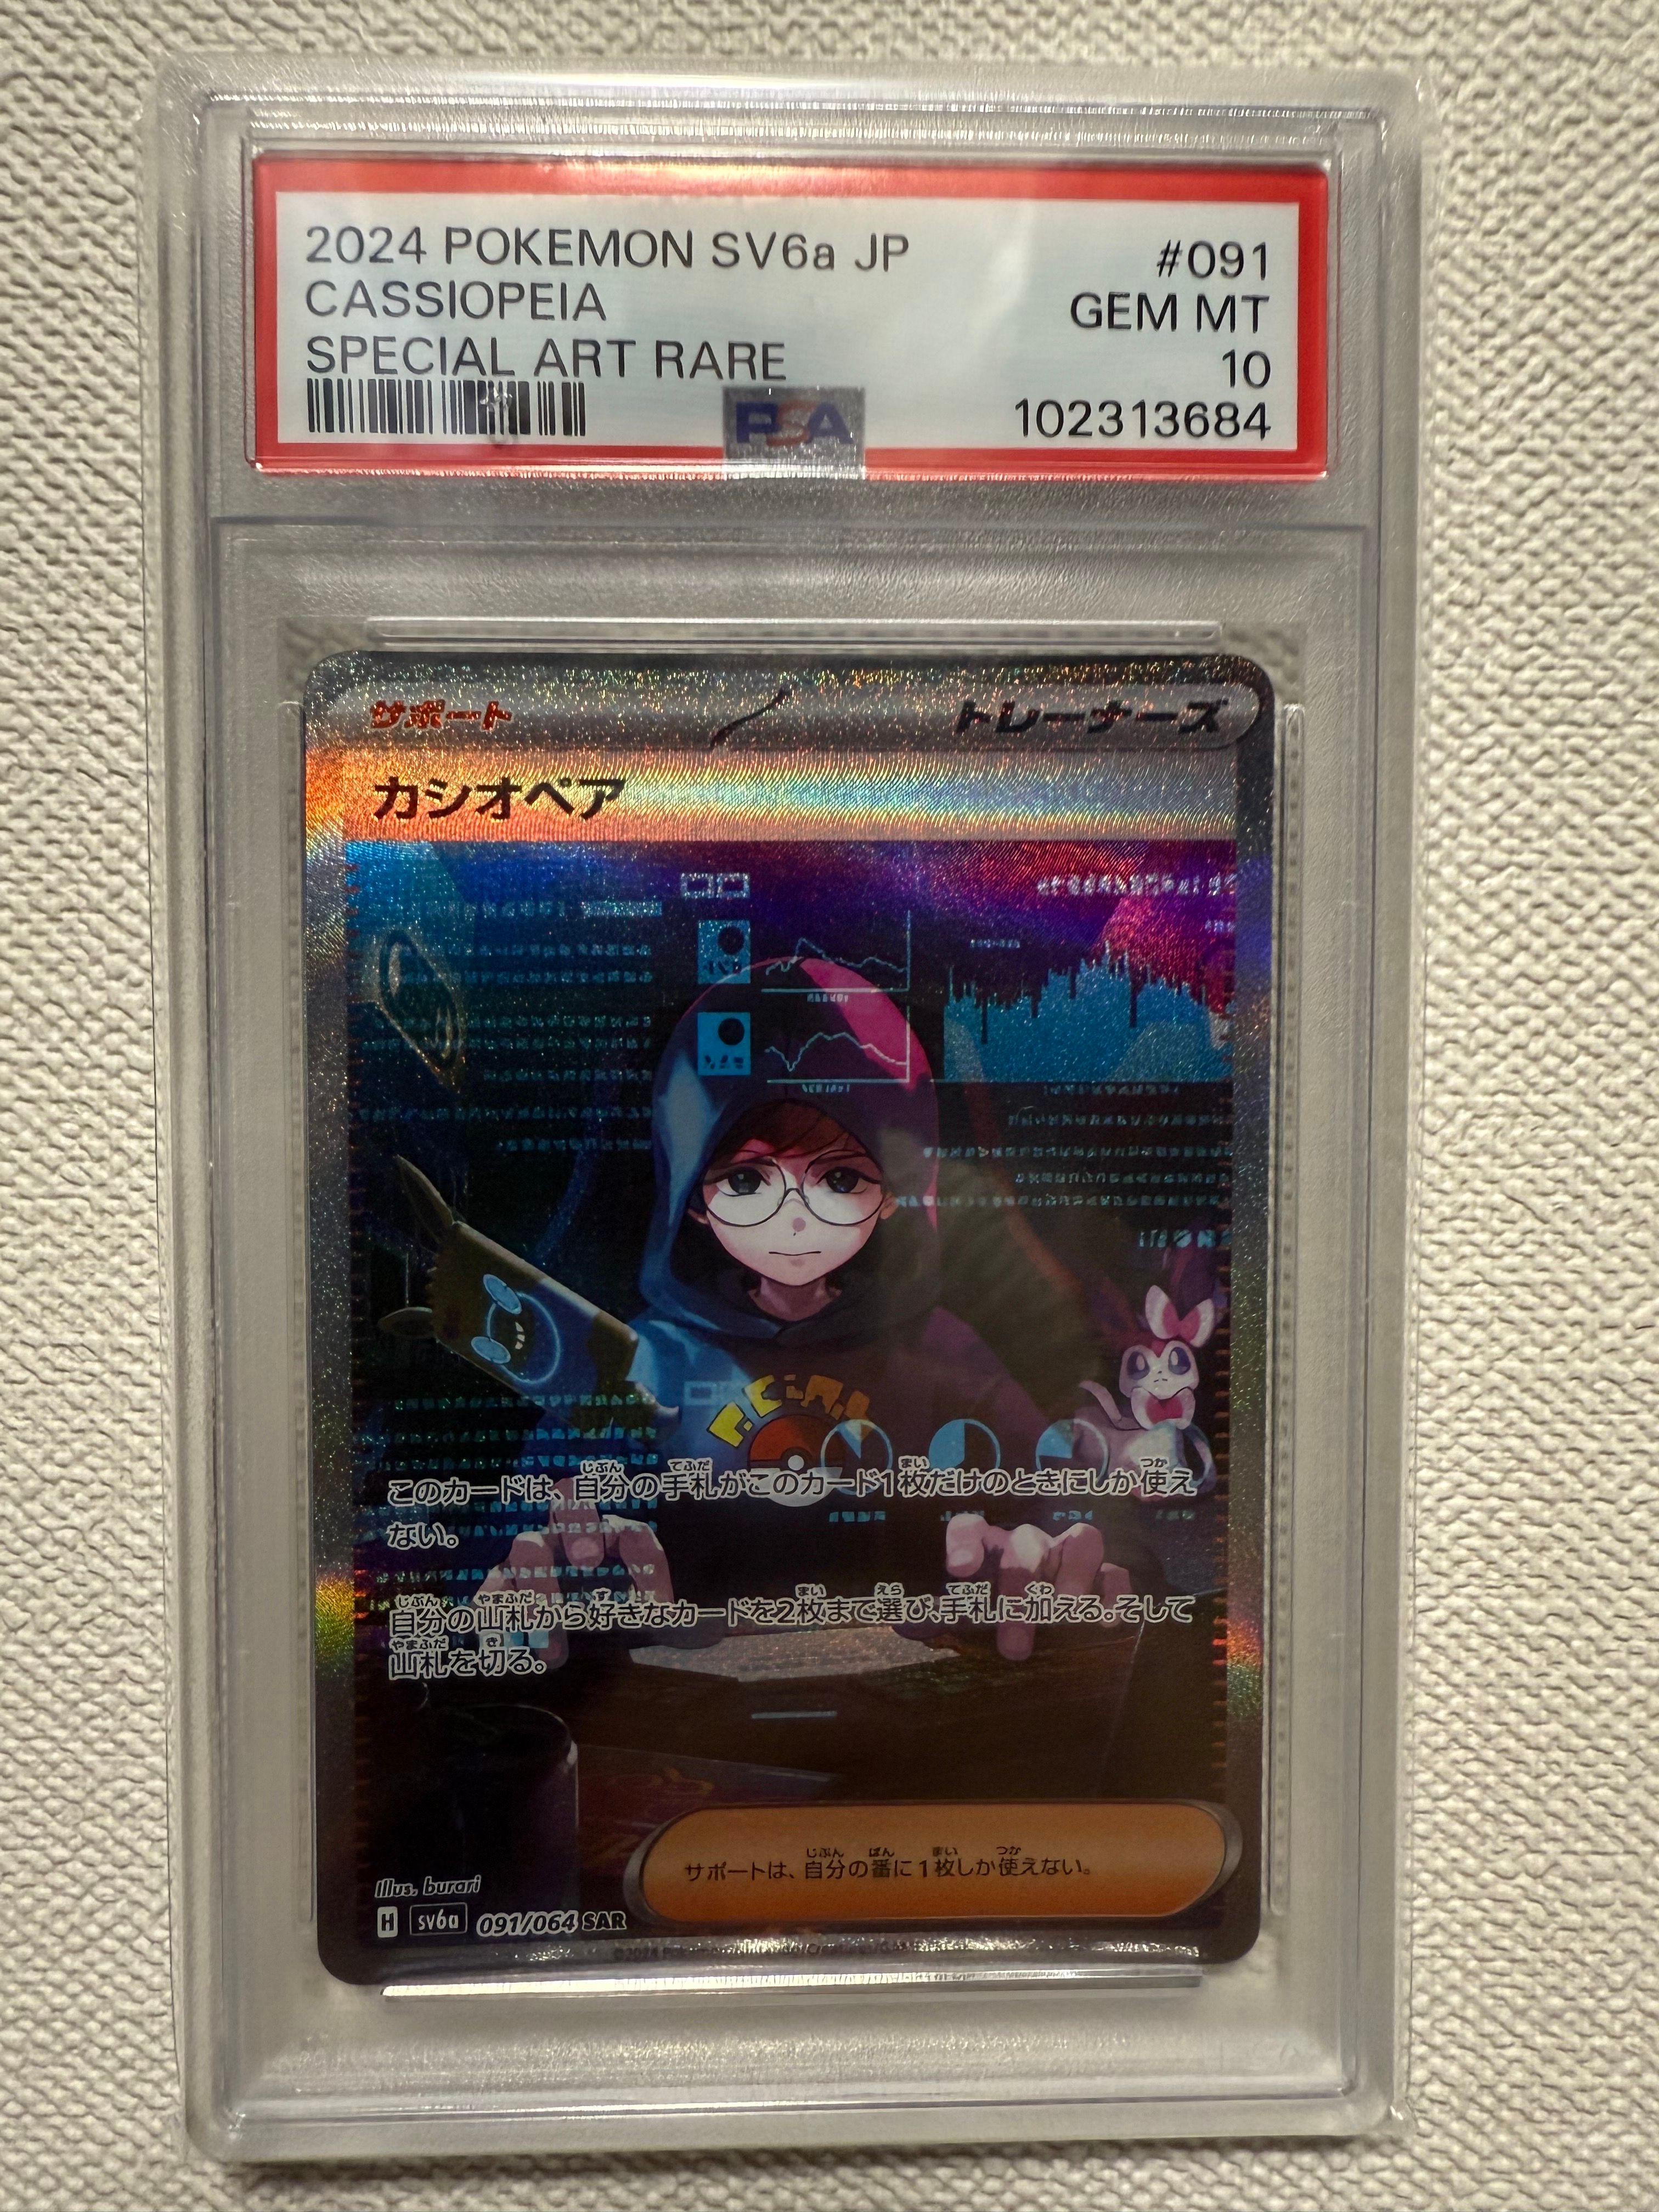 2024 POKEMON SV6a JP #091
CASSIOPEIA GEM MT
SPECIAL ART RARE 10
PSA 102313684
サポート トレーナーズ
カシオペア
このカードは、自分の手札がこのカード1枚だけのときにしか使え
ない。
自分の山札から好きなカードを2枚まで選び、手札に加える。そして
山札を切る。
サポートは、自分の番に1枚しか使えない。
Illus. burari
H sv6a 091/064 SAR